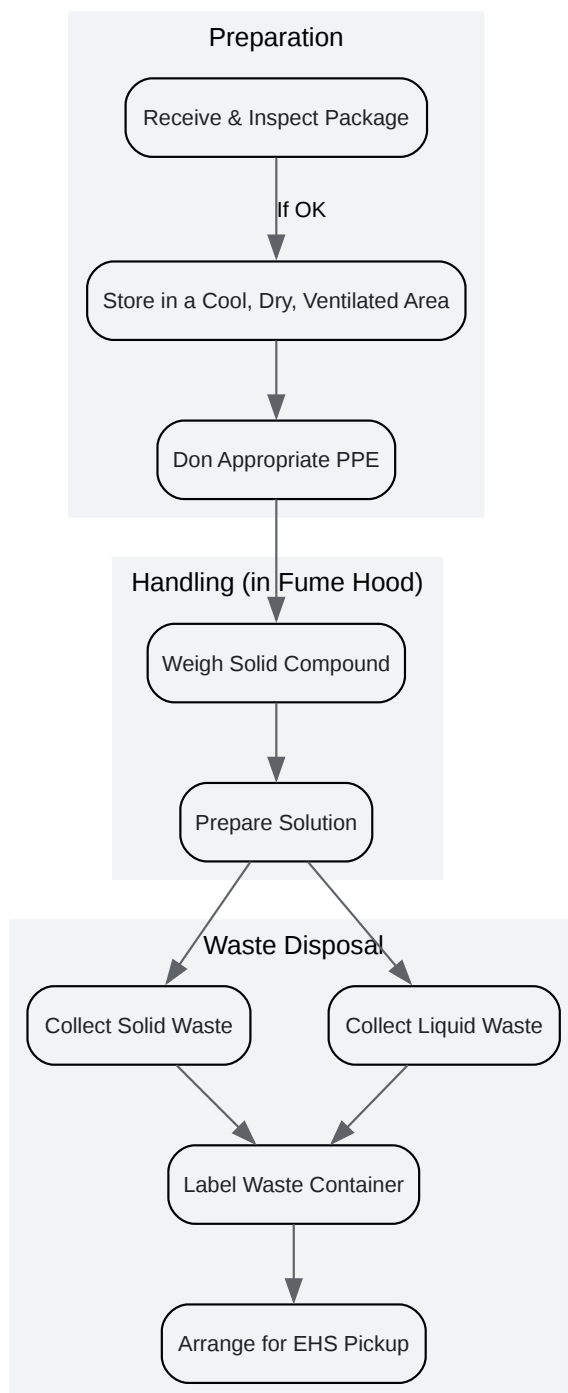 Preparation
Receive & Inspect Package
If OK
Store in a Cool, Dry, Ventilated Area
Don Appropriate PPE
Handling (in Fume Hood)
Weigh Solid Compound
Prepare Solution
Waste Disposal
Collect Solid Waste
Collect Liquid Waste
Label Waste Container
Arrange for EHS Pickup